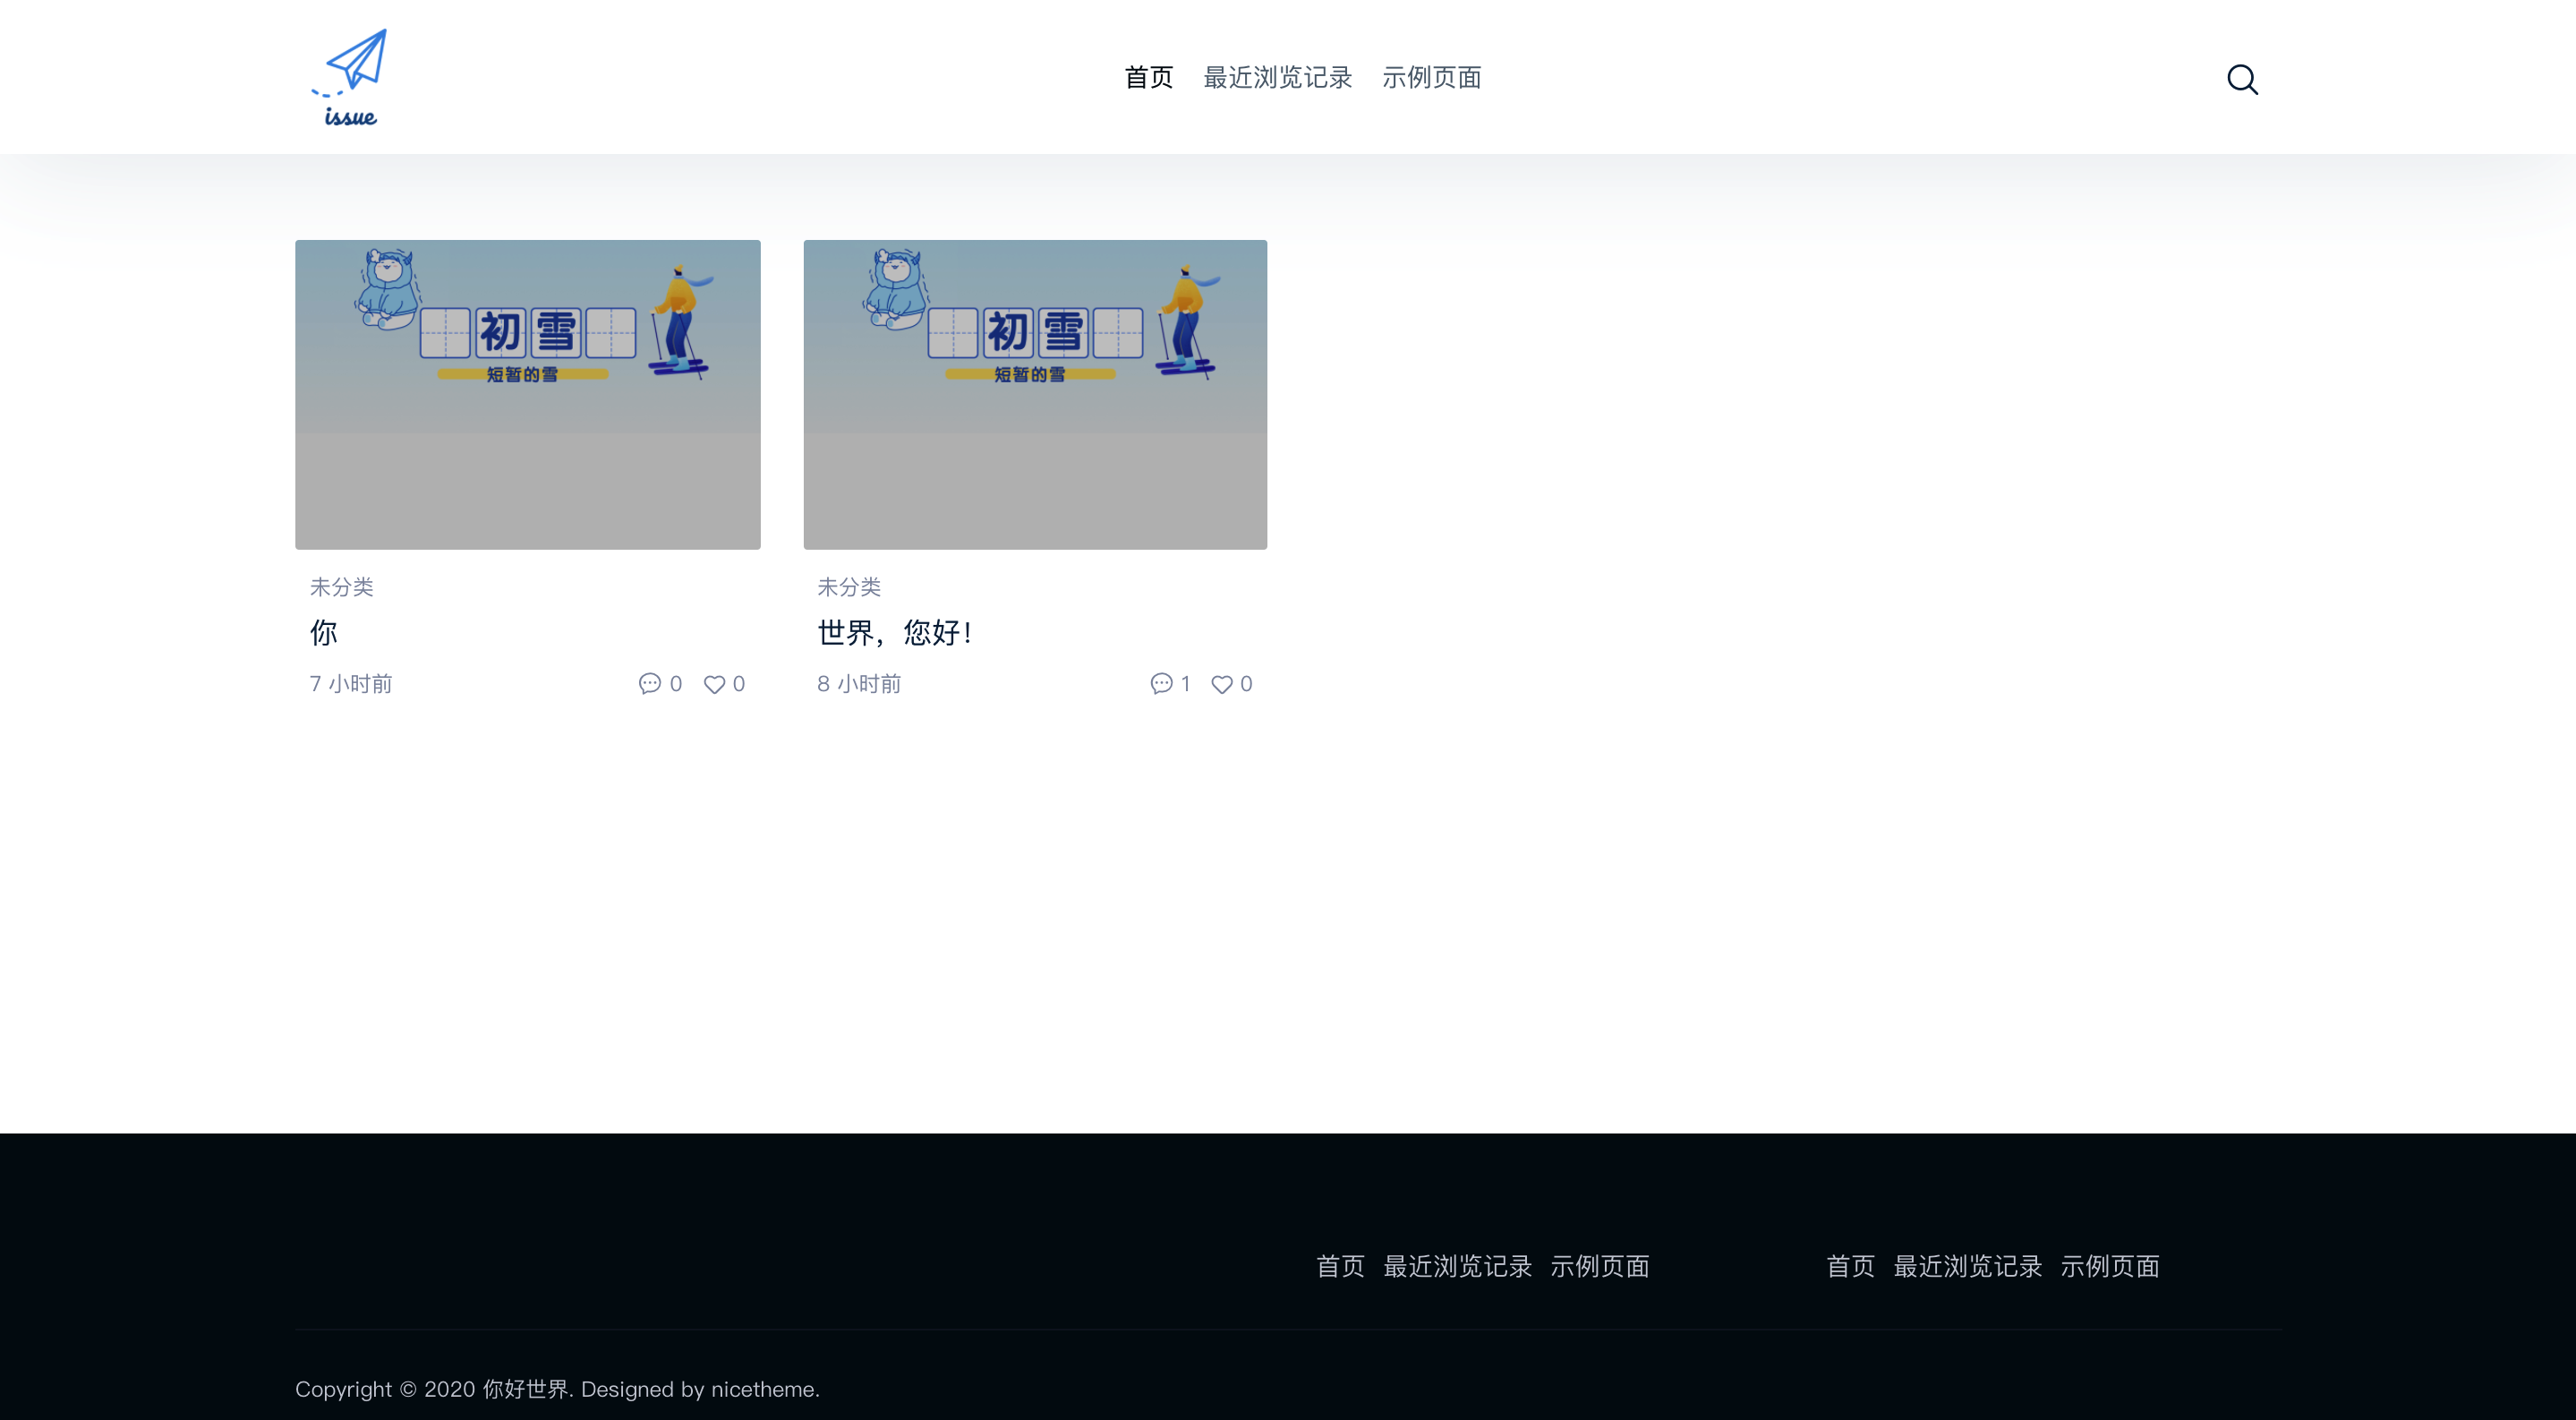 issue
首页 最近浏览记录 示例页面
初雪
短暂的雪
初雪
短暂的雪
未分类
你
7 小时前 0 0
未分类
世界，您好！
8 小时前 1 0
首页 最近浏览记录 示例页面
首页 最近浏览记录 示例页面
Copyright © 2020 你好世界. Designed by nicetheme.